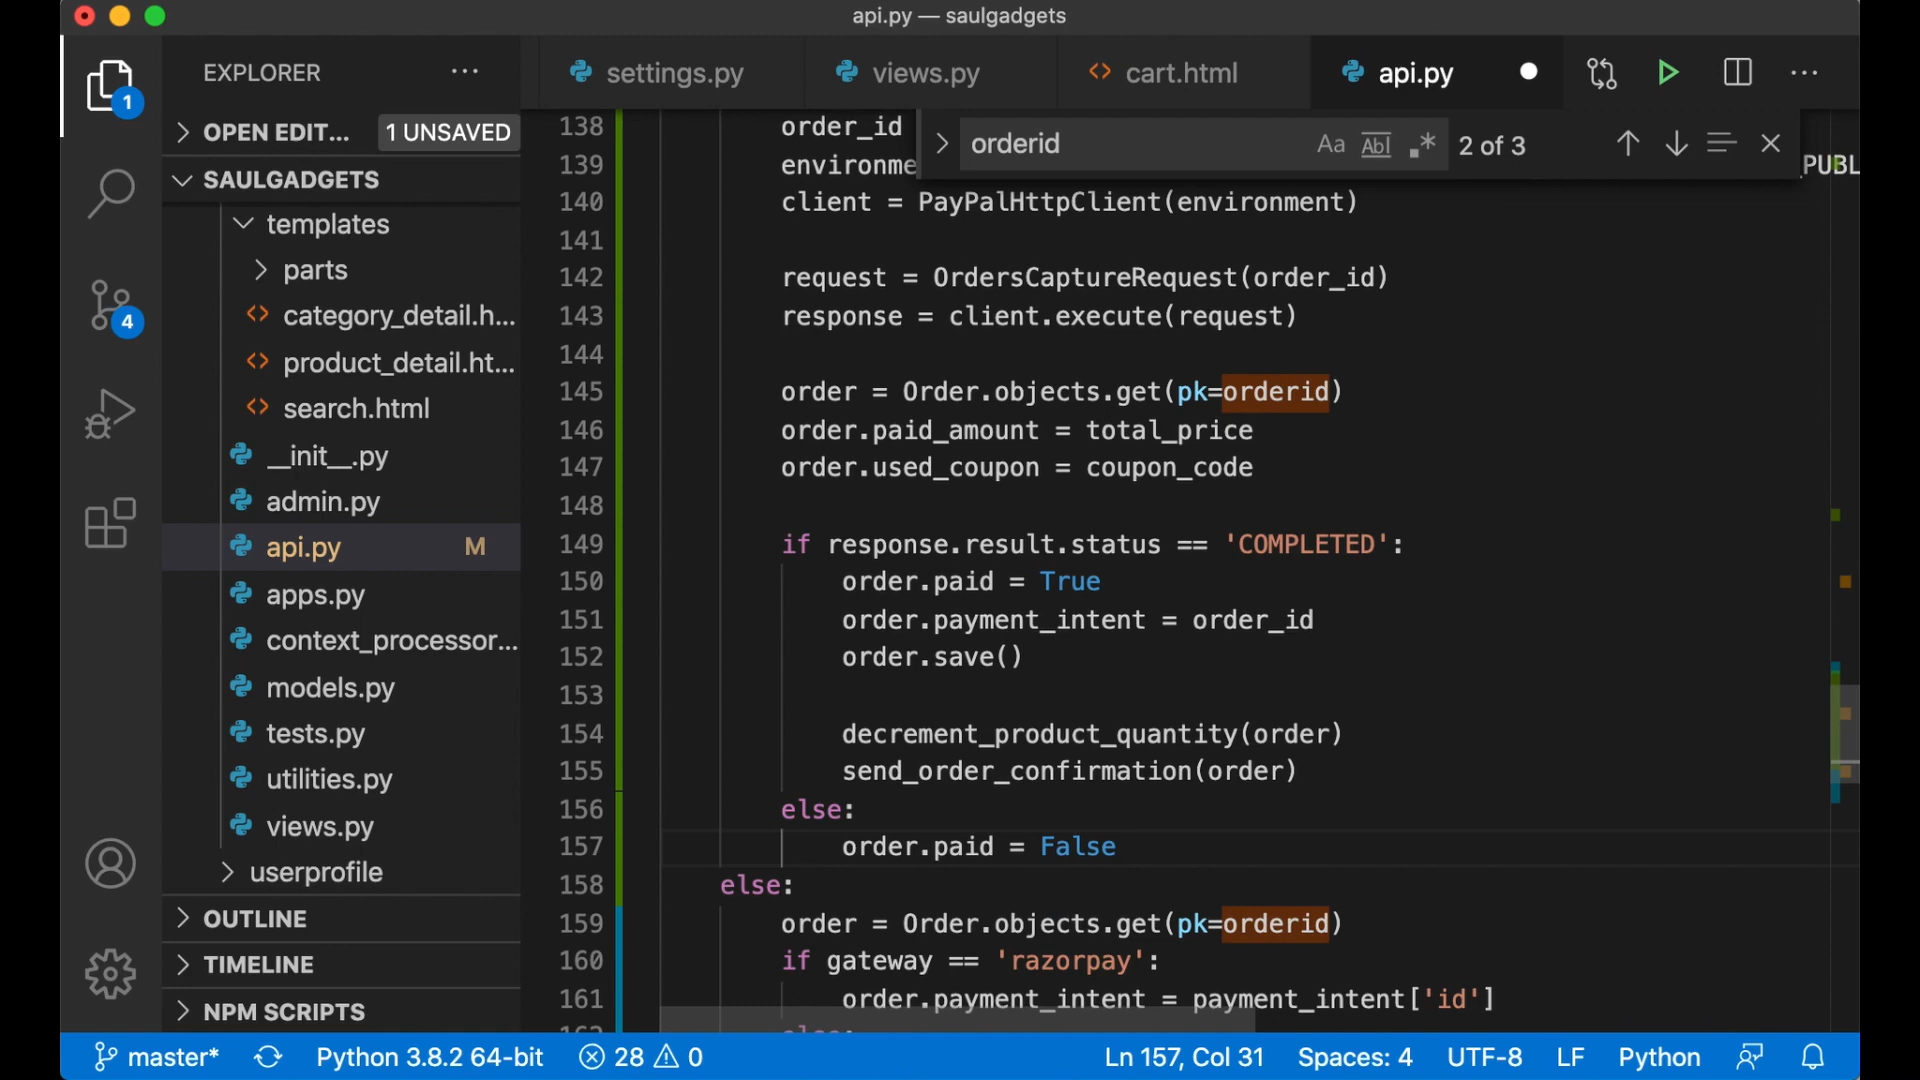 api.py — saulgadgets
EXPLORER
settings.py
views.py
cart.html
api.py
1
OPEN EDIT... 1 UNSAVED
SAULGADGETS
templates
parts
category_detail.h...
product_detail.ht...
search.html
__init__.py
admin.py
api.py M
apps.py
context_processor...
models.py
tests.py
utilities.py
views.py
userprofile
OUTLINE
TIMELINE
NPM SCRIPTS
4
orderid Aa Abl .* 2 of 3
138 order_id
139 environme _PUBL
140 client = PayPalHttpClient(environment)
141
142 request = OrdersCaptureRequest(order_id)
143 response = client.execute(request)
144
145 order = Order.objects.get(pk=orderid)
146 order.paid_amount = total_price
147 order.used_coupon = coupon_code
148
149 if response.result.status == 'COMPLETED':
150 order.paid = True
151 order.payment_intent = order_id
152 order.save()
153
154 decrement_product_quantity(order)
155 send_order_confirmation(order)
156 else:
157 order.paid = False
158 else:
159 order = Order.objects.get(pk=orderid)
160 if gateway == 'razorpay':
161 order.payment_intent = payment_intent['id']
master* Python 3.8.2 64-bit 28 0 Ln 157, Col 31 Spaces: 4 UTF-8 LF Python